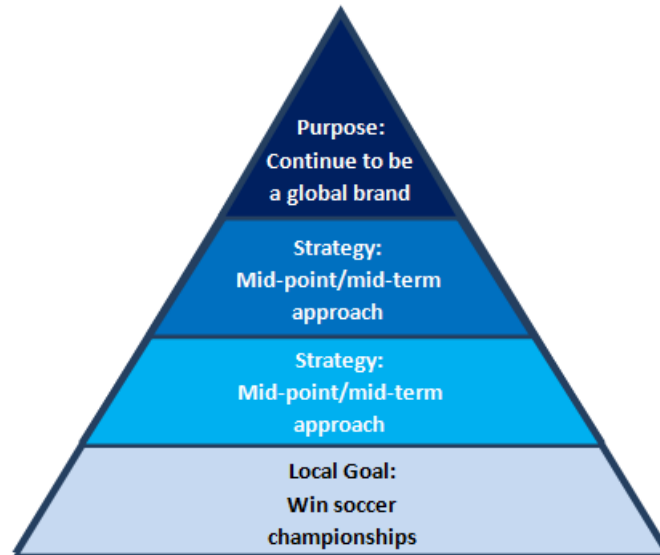 Purpose:
Continue to be
a global brand
Strategy:
Mid-point/mid-term
approach
Strategy:
Mid-point/mid-term
approach
Local Goal:
Win soccer
championships